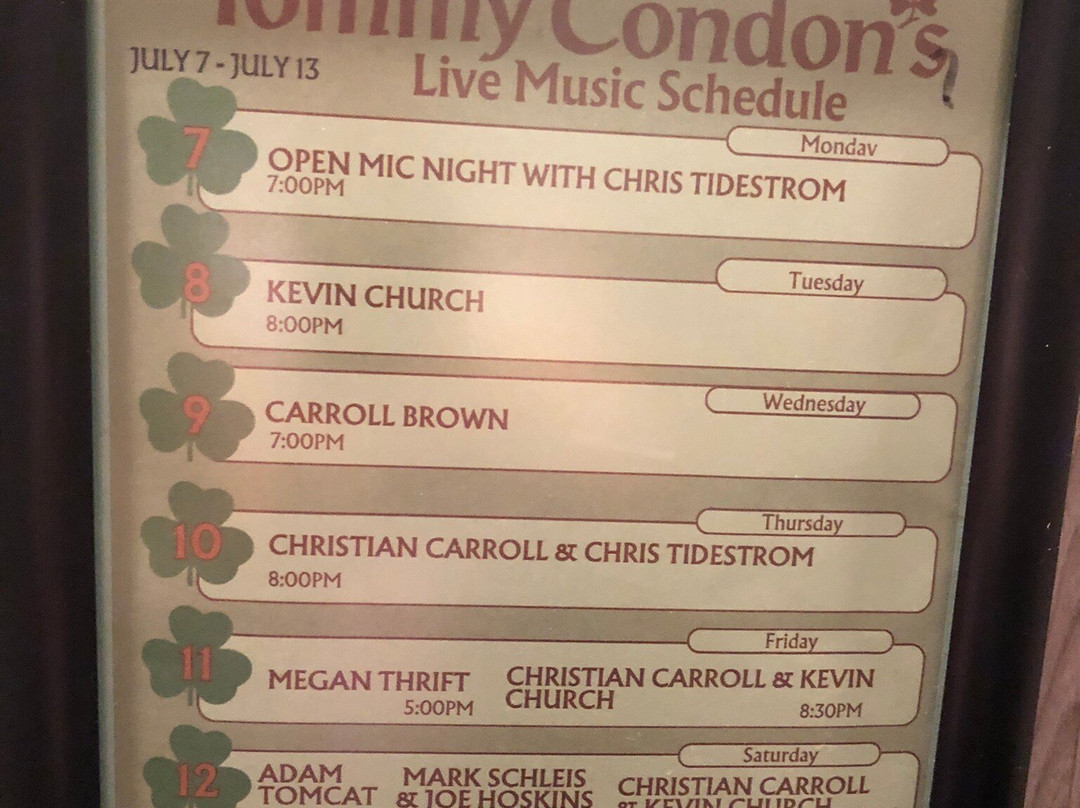 Tommy Condon's
JULY 7 - JULY 13
Live Music Schedule
7
Monday
OPEN MIC NIGHT WITH CHRIS TIDESTROM
7:00PM
8
Tuesday
KEVIN CHURCH
8:00PM
9
Wednesday
CARROLL BROWN
7:00PM
10
Thursday
CHRISTIAN CARROLL & CHRIS TIDESTROM
8:00PM
11
Friday
MEGAN THRIFT
5:00PM
CHRISTIAN CARROLL & KEVIN
CHURCH
8:30PM
12
Saturday
ADAM
TOMCAT
MARK SCHLEIS
& JOE HOSKINS
CHRISTIAN CARROLL
& KEVIN CHURCH